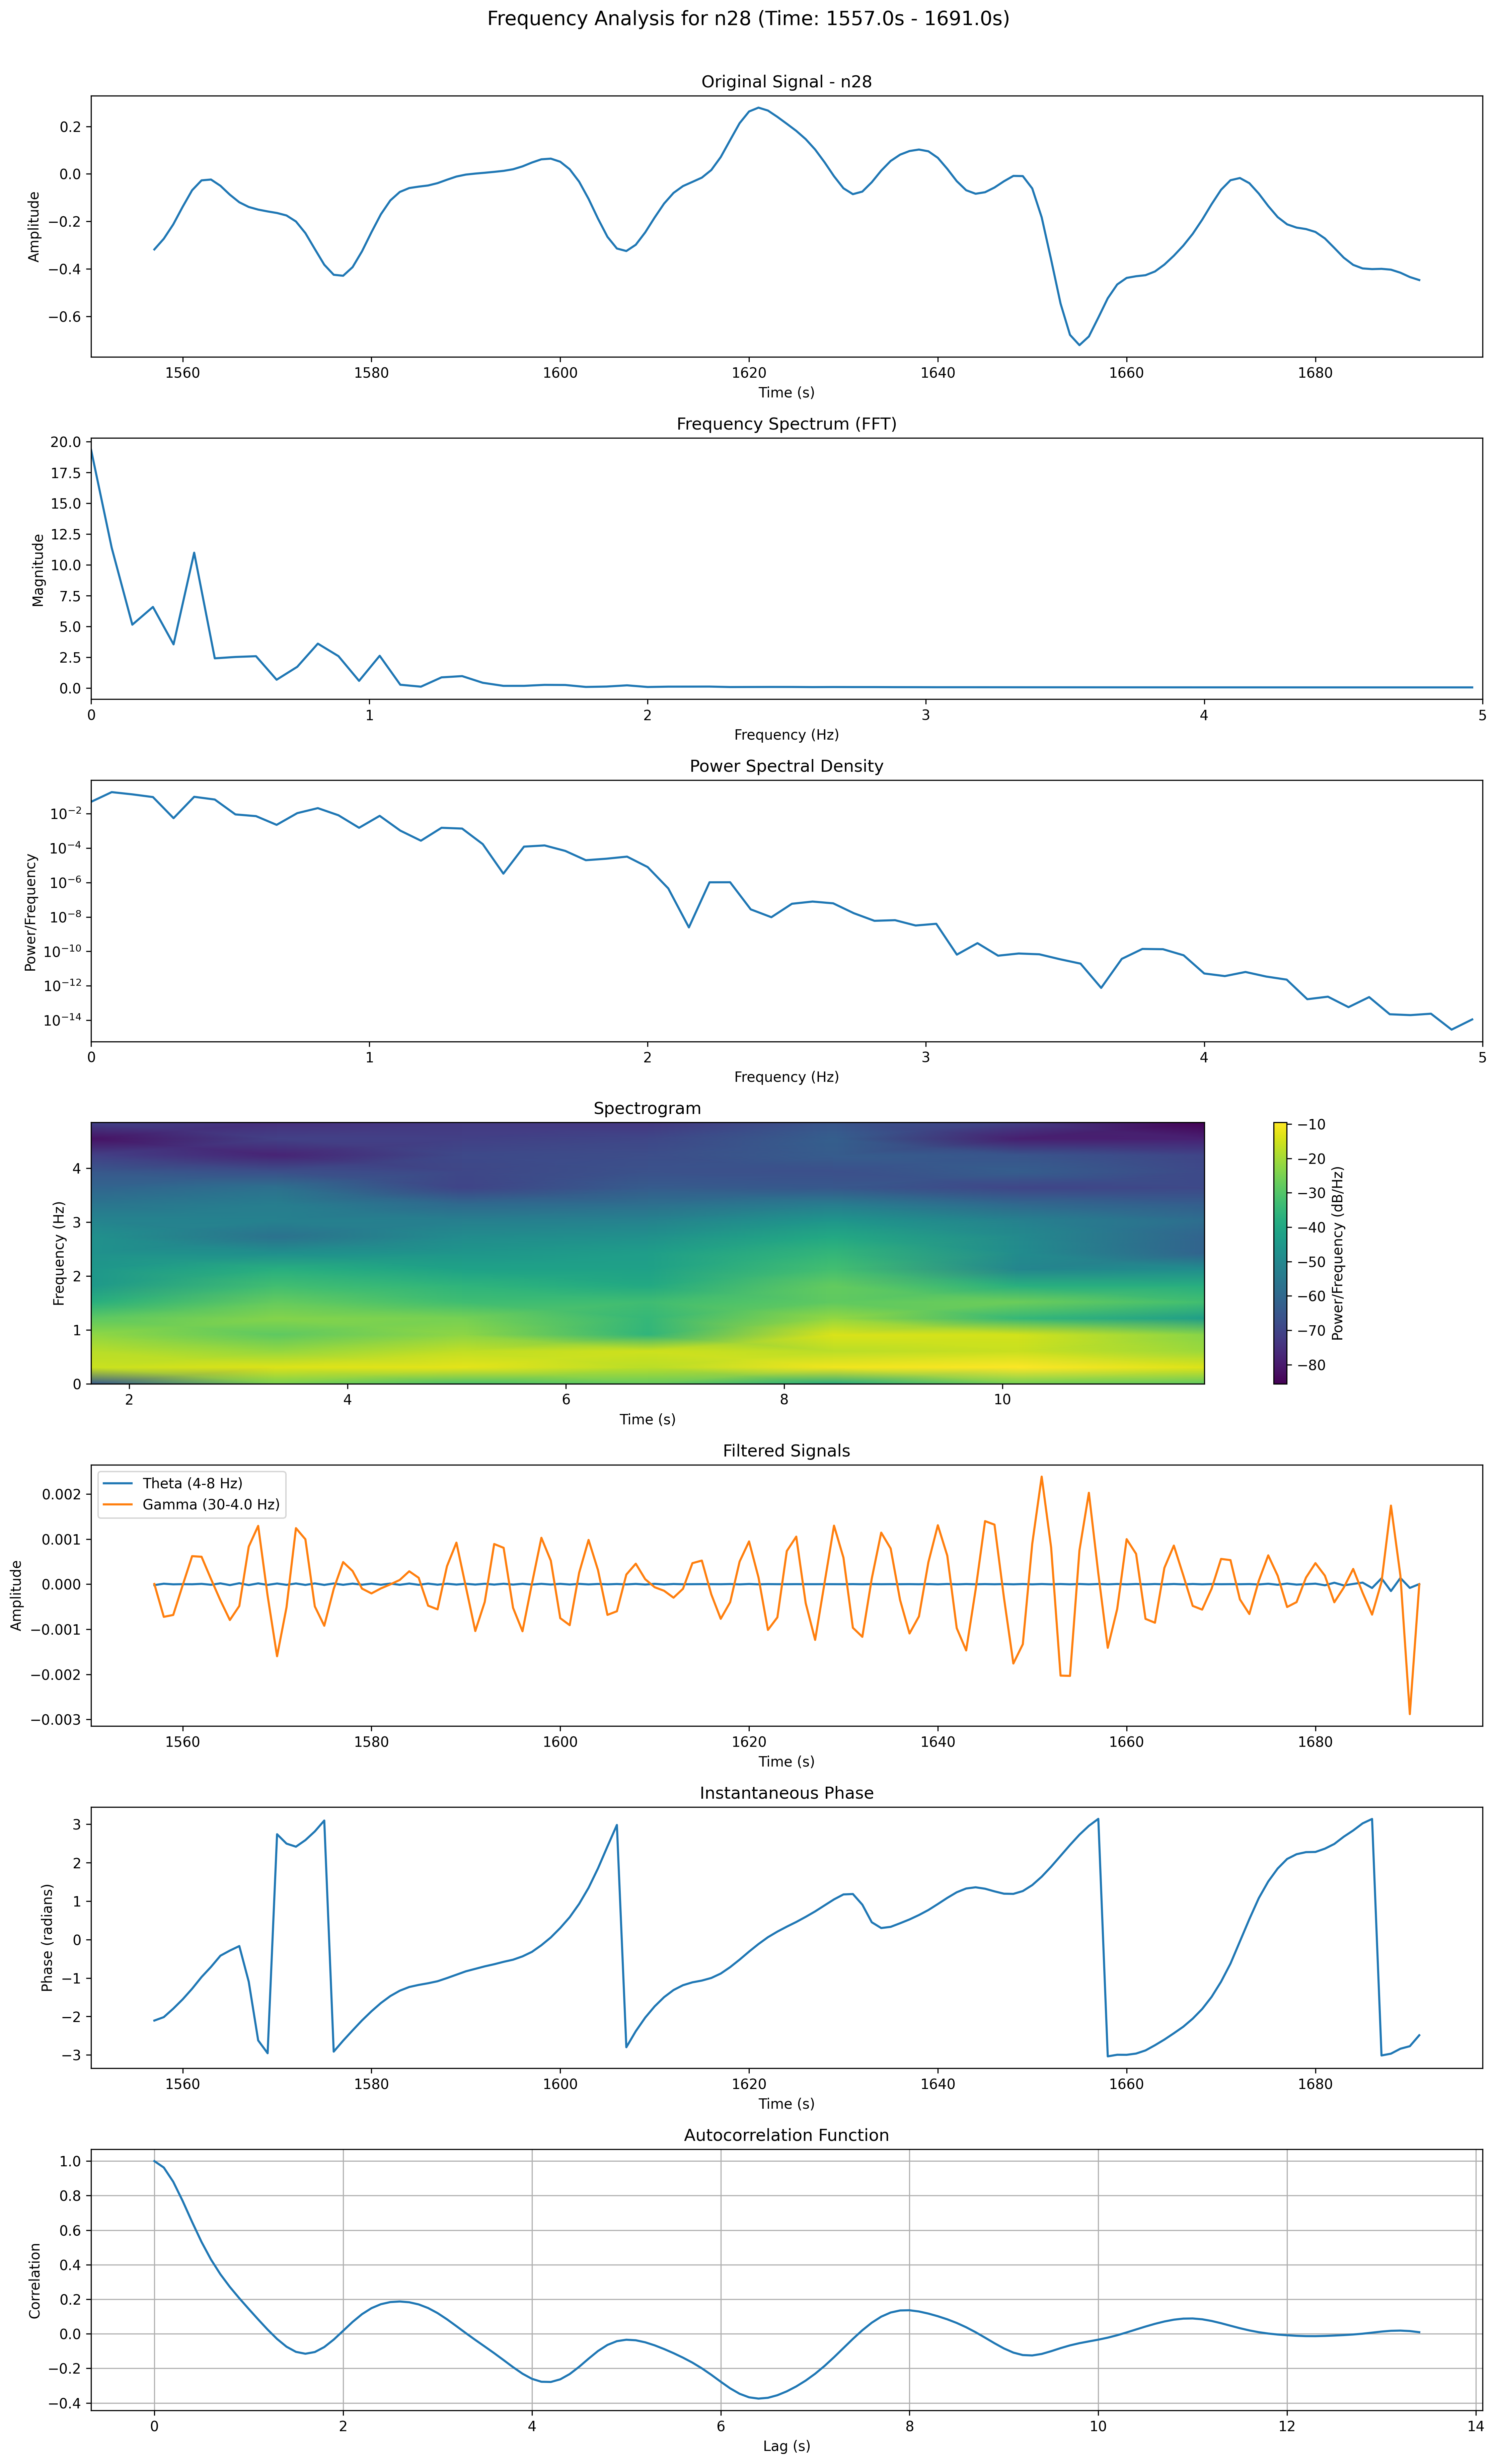 Frequency Analysis for n28 (Time: 1557.0s - 1691.0s)
Original Signal - n28
Amplitude
0.2
0.0
−0.2
−0.4
−0.6
1560 1580 1600 1620 1640 1660 1680
Time (s)
Frequency Spectrum (FFT)
Magnitude
20.0
17.5
15.0
12.5
10.0
7.5
5.0
2.5
0.0
0 1 2 3 4 5
Frequency (Hz)
Power Spectral Density
Power/Frequency
10⁻²
10⁻⁴
10⁻⁶
10⁻⁸
10⁻¹⁰
10⁻¹²
10⁻¹⁴
0 1 2 3 4 5
Frequency (Hz)
Spectrogram
Frequency (Hz)
4
3
2
1
0
2 4 6 8 10
Time (s)
−10
−20
−30
−40
−50
−60
−70
−80
Power/Frequency (dB/Hz)
Filtered Signals
Theta (4-8 Hz)
Gamma (30-4.0 Hz)
Amplitude
0.002
0.001
0.000
−0.001
−0.002
−0.003
1560 1580 1600 1620 1640 1660 1680
Time (s)
Instantaneous Phase
Phase (radians)
3
2
1
0
−1
−2
−3
1560 1580 1600 1620 1640 1660 1680
Time (s)
Autocorrelation Function
Correlation
1.0
0.8
0.6
0.4
0.2
0.0
−0.2
−0.4
0 2 4 6 8 10 12 14
Lag (s)